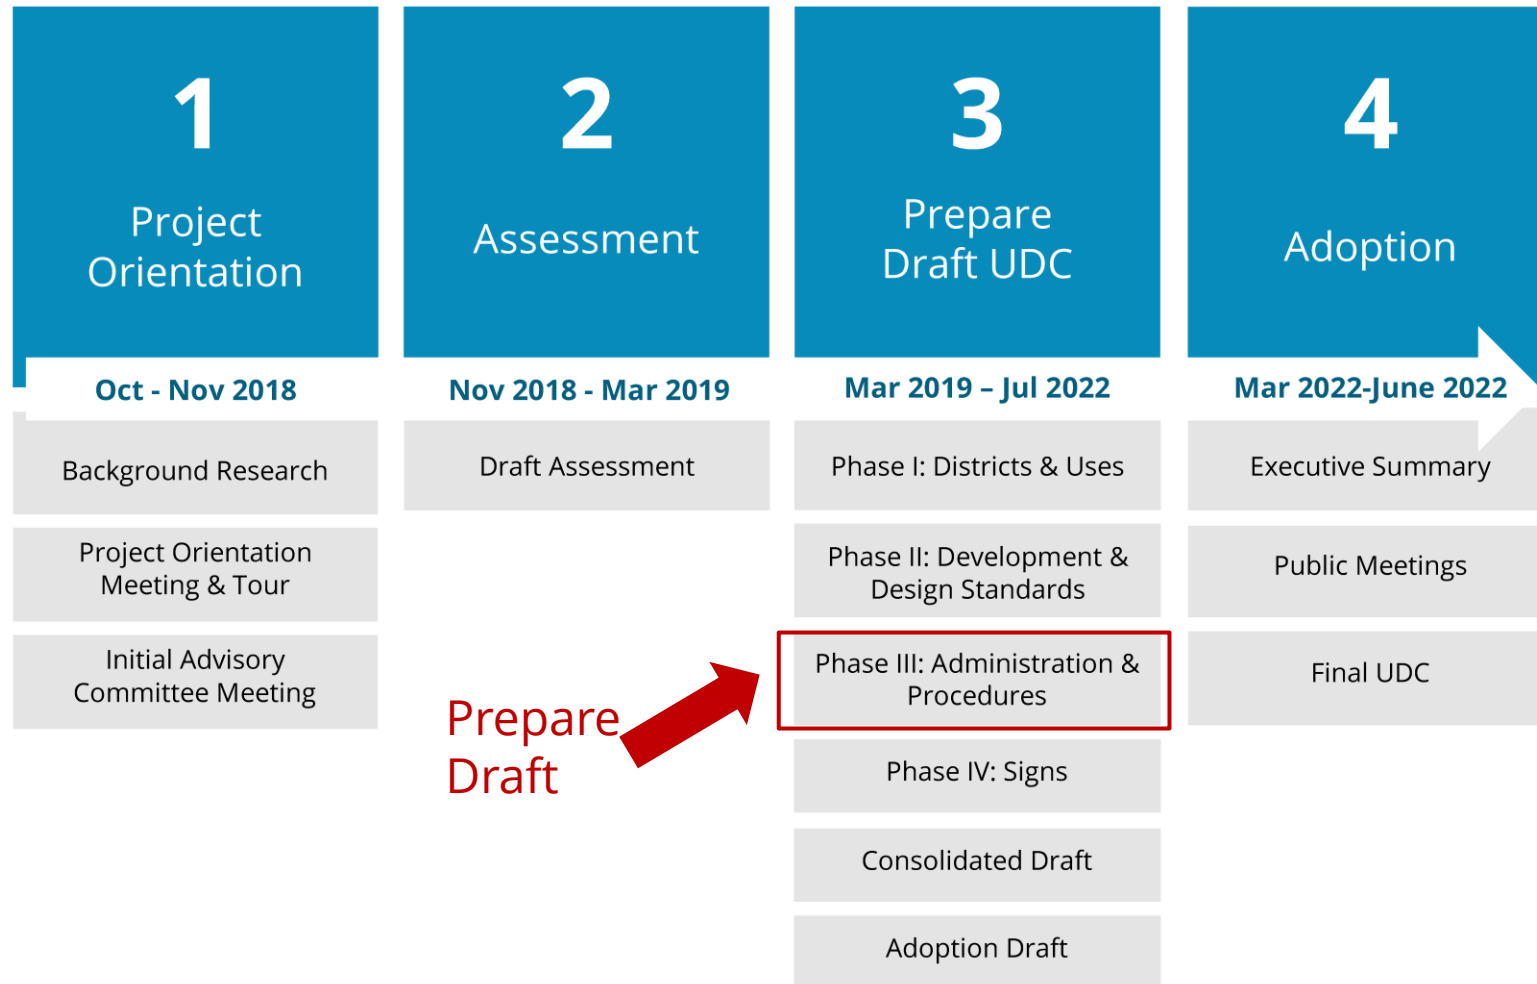 1
Project
Orientation
Oct - Nov 2018
Background Research
Project Orientation
Meeting & Tour
Initial Advisory
Committee Meeting
2
Assessment
Nov 2018 - Mar 2019
Draft Assessment
3
Prepare
Draft UDC
Mar 2019 – Jul 2022
Phase I: Districts & Uses
Phase II: Development &
Design Standards
Phase III: Administration &
Procedures
Phase IV: Signs
Consolidated Draft
Adoption Draft
4
Adoption
Mar 2022-June 2022
Executive Summary
Public Meetings
Final UDC
Prepare
Draft